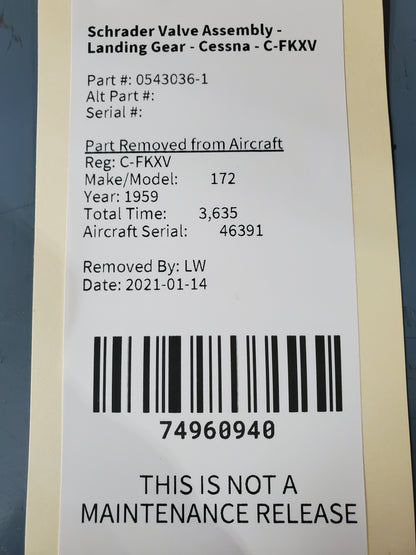 Schrader Valve Assembly -
Landing Gear - Cessna - C-FKXV
Part #: 0543036-1
Alt Part #:
Serial #:
Part Removed from Aircraft
Reg: C-FKXV
Make/Model: 172
Year: 1959
Total Time: 3,635
Aircraft Serial: 46391
Removed By: LW
Date: 2021-01-14
74960940
THIS IS NOT A
MAINTENANCE RELEASE